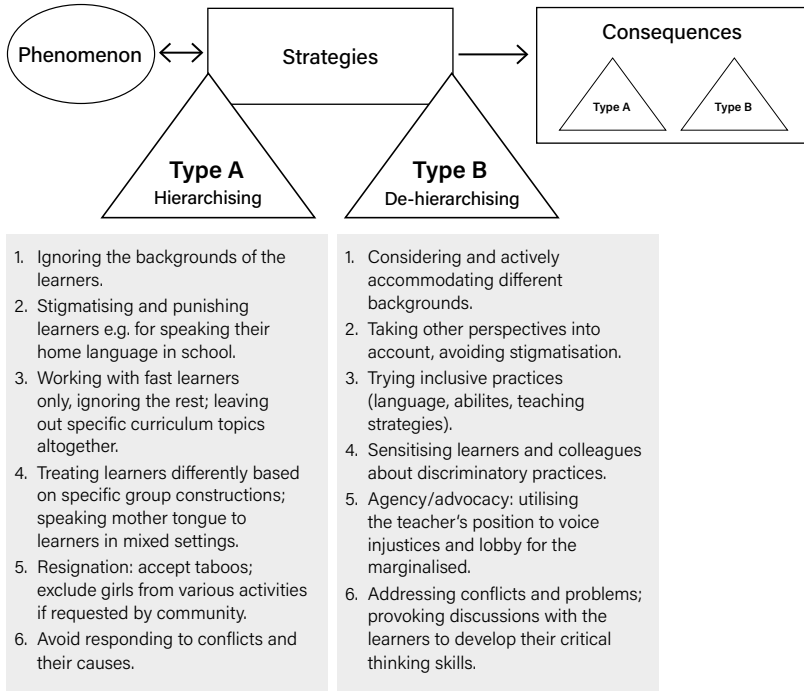 Phenomenon
Strategies
Consequences
Type A
Type B
Type A
Hierarchising
Type B
De-hierarchising
1. Ignoring the backgrounds of the
learners.
2. Stigmatising and punishing
learners e.g. for speaking their
home language in school.
3. Working with fast learners
only, ignoring the rest; leaving
out specific curriculum topics
altogether.
4. Treating learners differently based
on specific group constructions;
speaking mother tongue to
learners in mixed settings.
5. Resignation: accept taboos;
exclude girls from various activities
if requested by community.
6. Avoid responding to conflicts and
their causes.
1. Considering and actively
accommodating different
backgrounds.
2. Taking other perspectives into
account, avoiding stigmatisation.
3. Trying inclusive practices
(language, abilites, teaching
strategies).
4. Sensitising learners and colleagues
about discriminatory practices.
5. Agency/advocacy: utilising
the teacher’s position to voice
injustices and lobby for the
marginalised.
6. Addressing conflicts and problems;
provoking discussions with the
learners to develop their critical
thinking skills.